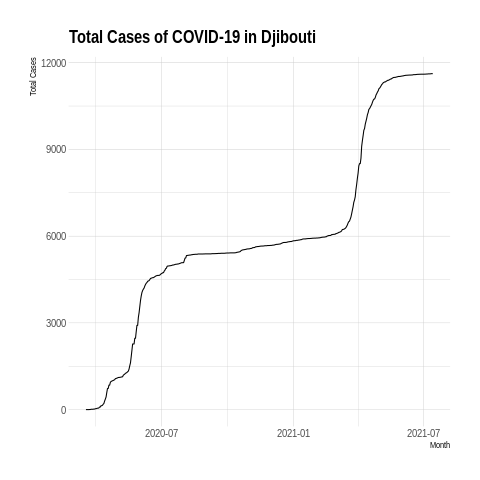 Total Cases of COVID-19 in Djibouti
Total Cases
12000
9000
6000
3000
0
2020-07
2021-01
2021-07
Month